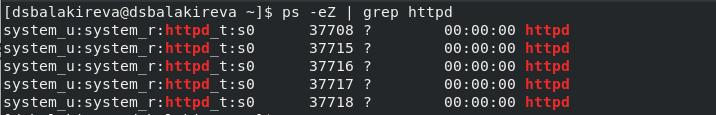 [dsbalakireva@dsbalakireva ~]$ ps -eZ | grep httpd
system_u:system_r:httpd_t:s0 37708 ? 00:00:00 httpd
system_u:system_r:httpd_t:s0 37715 ? 00:00:00 httpd
system_u:system_r:httpd_t:s0 37716 ? 00:00:00 httpd
system_u:system_r:httpd_t:s0 37717 ? 00:00:00 httpd
system_u:system_r:httpd_t:s0 37718 ? 00:00:00 httpd